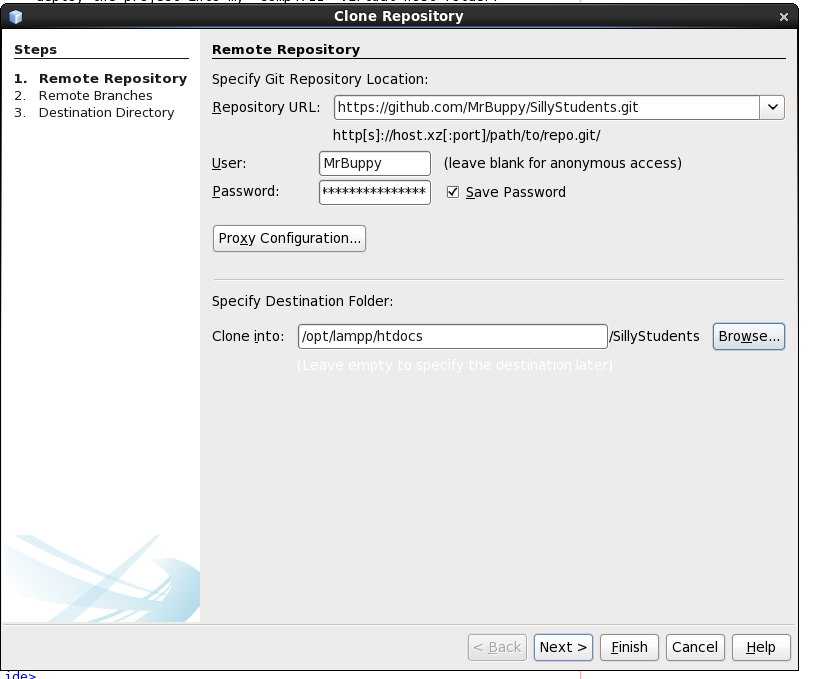 Clone Repository
Steps
1. Remote Repository
2. Remote Branches
3. Destination Directory
Remote Repository
Specify Git Repository Location:
Repository URL: https://github.com/MrBuppy/SillyStudents.git
http[s]://host.xz[:port]/path/to/repo.git/
User: MrBuppy (leave blank for anonymous access)
Password: *************** Save Password
Proxy Configuration...
Specify Destination Folder:
Clone into: /opt/lampp/htdocs /SillyStudents Browse...
(Leave empty to specify the destination later)
< Back Next > Finish Cancel Help
ide>